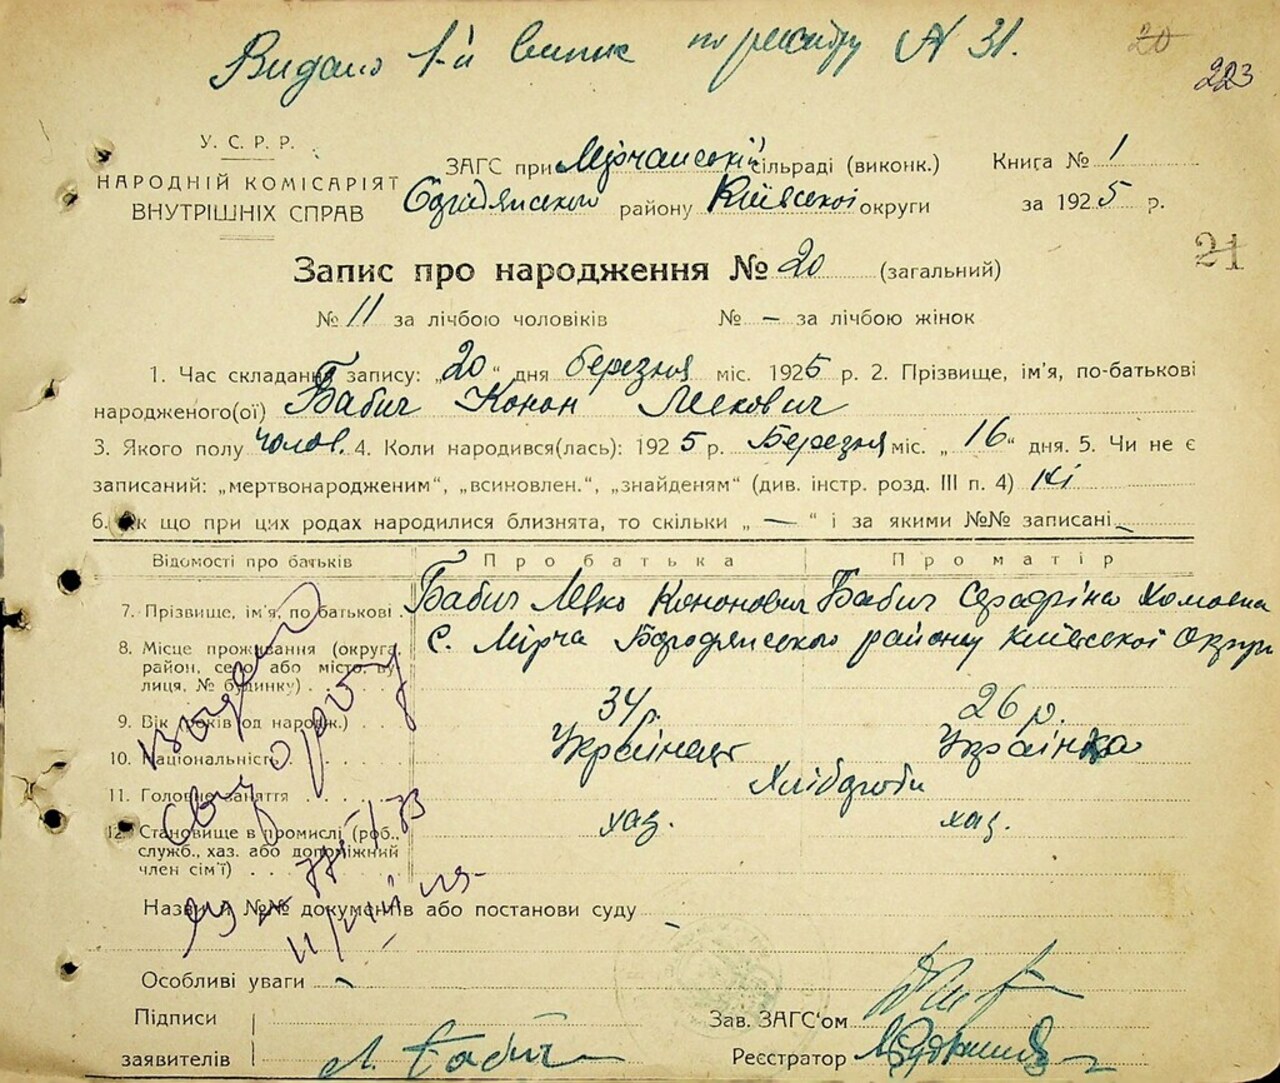 Видано 1-й випис по реєстру № 31.
20
223
У. С. Р. Р.
НАРОДНІЙ КОМІСАРІЯТ
ВНУТРІШНІХ СПРАВ
ЗАГС при Мірчанській сільраді (виконк.) Книга № 1
району Київської округи за 1925 р.
21
Запис про народження № 20 (загальний)
№ 11 за лічбою чоловіків № — за лічбою жінок
1. Час складання запису: „20" дня березня міс. 1925 р. 2. Прізвище, ім'я, по-батькові
народженого(ої) Бабич Конон Левкович
3. Якого полу чолов. 4. Коли народився(лась): 1925 р. Березня міс. „16" дня. 5. Чи не є
записаний: „мертвонародженим", „всиновлен.", „знайденям" (див. інстр. розд. III п. 4) Ні
6. Як що при цих родах народилися близнята, то скільки „ — " і за якими №№ записані —
Відомості про батьків Про батька Про матір
7. Прізвище, ім'я, по батькові . Бабич Левко Кононович Бабич Серафіна Хомовна
8. Місце проживання (округа, с. Мірча Бородянського району Київської Округи
район, село або місто, ву-
лиця, № будинку) . . . .
9. Вік (років од народж.) . . . 34 р. 26 р.
10. Національність . . . . . Українець Українка
11. Головне заняття . . . . . Хлібороби
12. Становище в промислі (роб., хаз. хаз.
служб., хаз. або допоміжний
член сім'ї) . . . . . . .
Назви й №№ документів або постанови суду —
Особливі уваги —
Підписи
заявителів Л. Бабич
Зав. ЗАГС'ом
Реєстратор